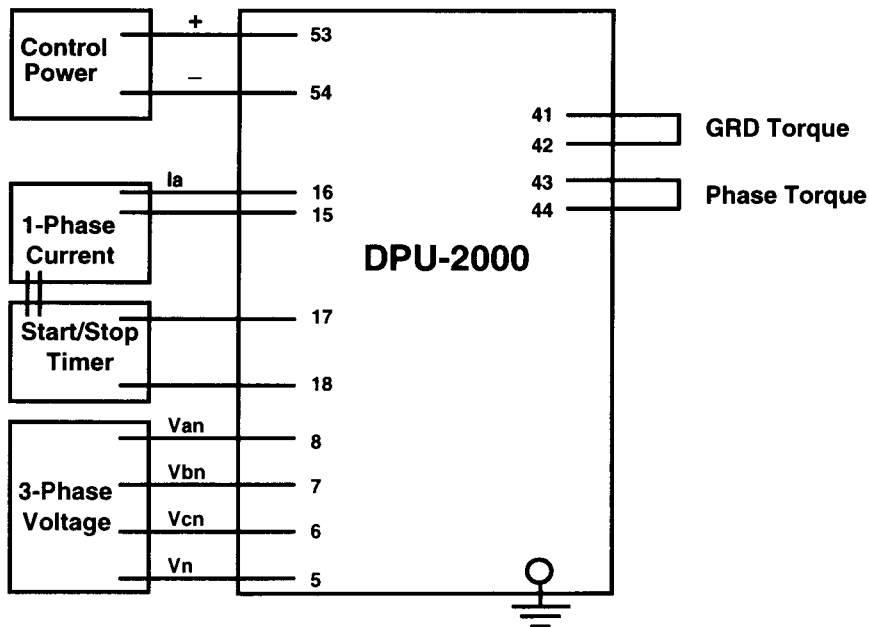 Control
Power
+
–
53
54
1-Phase
Current
Ia
16
15
Start/Stop
Timer
17
18
3-Phase
Voltage
Van
Vbn
Vcn
Vn
8
7
6
5
DPU-2000
41
42
43
44
GRD Torque
Phase Torque